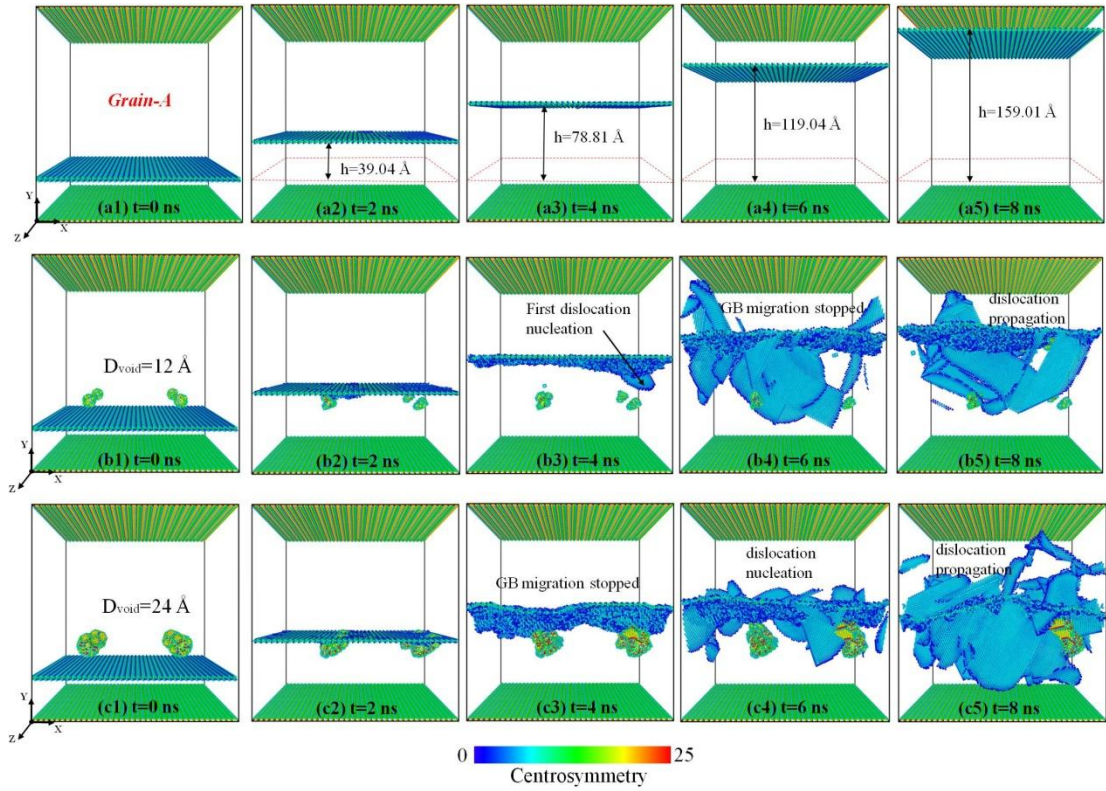 Grain-A
Y
X
Z
(a1) t=0 ns
h=39.04 Å
(a2) t=2 ns
h=78.81 Å
(a3) t=4 ns
h=119.04 Å
(a4) t=6 ns
h=159.01 Å
(a5) t=8 ns
Dvoid=12 Å
Y
X
Z
(b1) t=0 ns
(b2) t=2 ns
First dislocation
nucleation
(b3) t=4 ns
GB migration stopped
(b4) t=6 ns
dislocation
propagation
(b5) t=8 ns
Dvoid=24 Å
Y
X
Z
(c1) t=0 ns
(c2) t=2 ns
GB migration stopped
(c3) t=4 ns
dislocation
nucleation
(c4) t=6 ns
dislocation
propagation
(c5) t=8 ns
0
25
Centrosymmetry